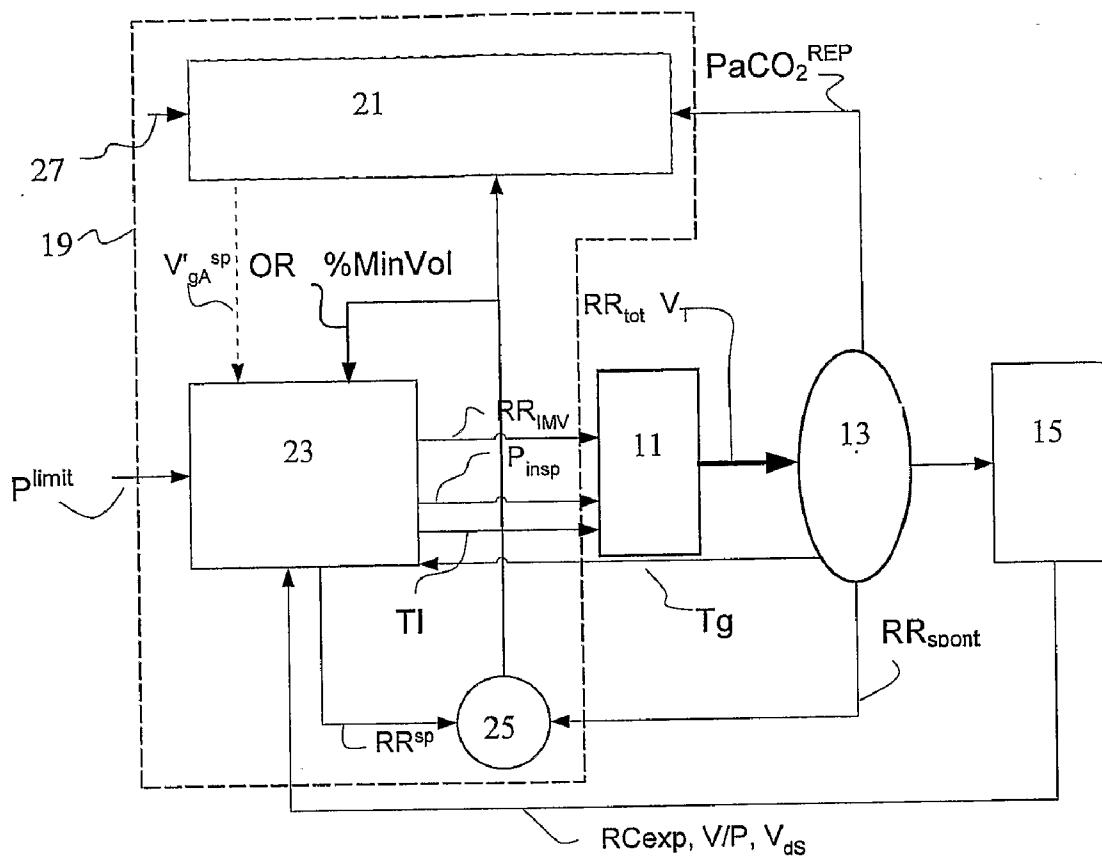 PaCO₂ᴿᴱᴾ
21
27
19
V'gAˢᵖ OR %MinVol
RRtot VT
RRIMV
23
11
13
15
Pinsp
Plimit
TI
Tg
RRspont
25
RRˢᵖ
RCexp, V/P, VdS